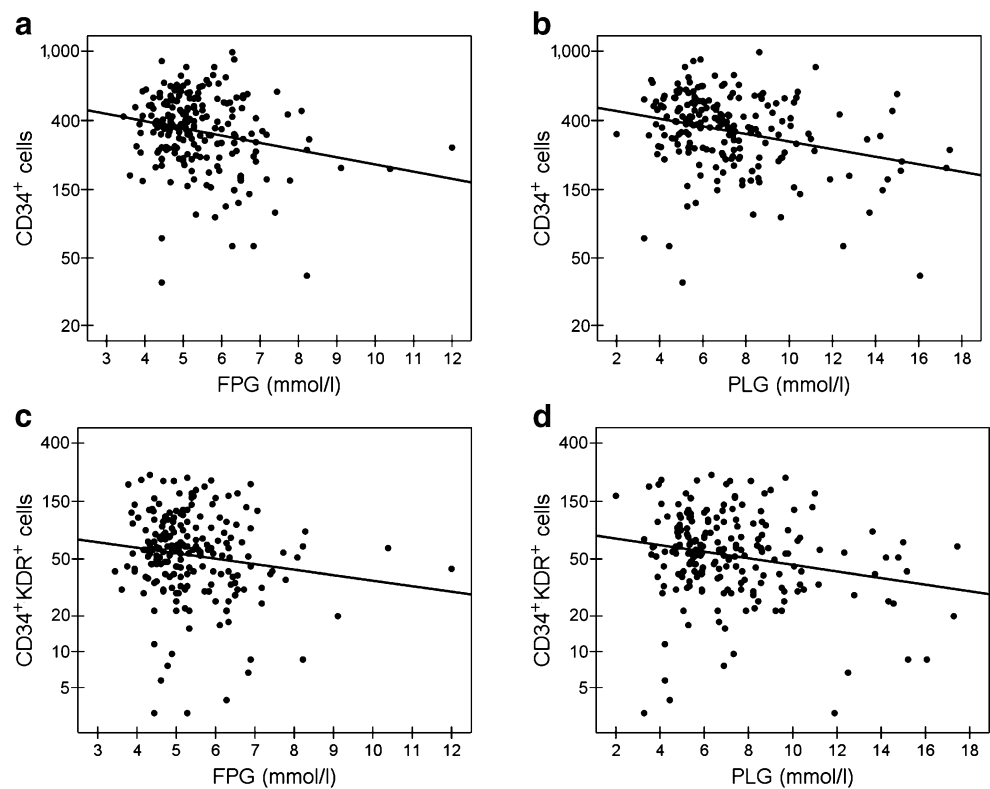 a
CD34+ cells
1,000
400
150
50
20
3 4 5 6 7 8 9 10 11 12
FPG (mmol/l)
b
CD34+ cells
1,000
400
150
50
20
2 4 6 8 10 12 14 16 18
PLG (mmol/l)
c
CD34+KDR+ cells
400
150
50
20
10
5
3 4 5 6 7 8 9 10 11 12
FPG (mmol/l)
d
CD34+KDR+ cells
400
150
50
20
10
5
2 4 6 8 10 12 14 16 18
PLG (mmol/l)